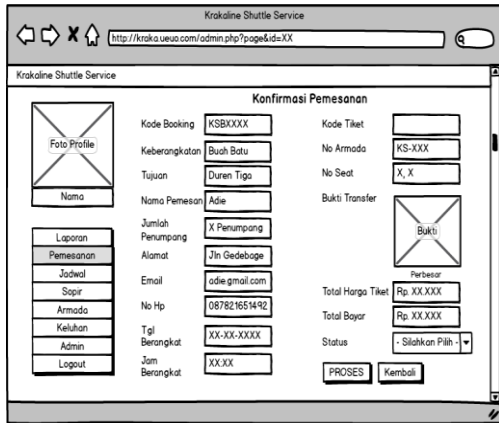 Krakaline Shuttle Service
http://kraka.ueuo.com/admin.php?page&id=XX
Krakaline Shuttle Service
Konfirmasi Pemesanan
Foto Profile
Nama
Laporan
Pemesanan
Jadwal
Sopir
Armada
Keluhan
Admin
Logout
Kode Booking KSBXXXX
Keberangkatan Buah Batu
Tujuan Duren Tiga
Nama Pemesan Adie
Jumlah
Penumpang X Penumpang
Alamat Jln Gedebage
Email adie.gmail.com
No Hp 087821651492
Tgl
Berangkat XX-XX-XXXX
Jam
Berangkat XX:XX
Kode Tiket
No Armada KS-XXX
No Seat X, X
Bukti Transfer
Bukti
Perbesar
Total Harga Tiket Rp. XX.XXX
Total Bayar Rp. XX.XXX
Status - Silahkan Pilih -
PROSES Kembali